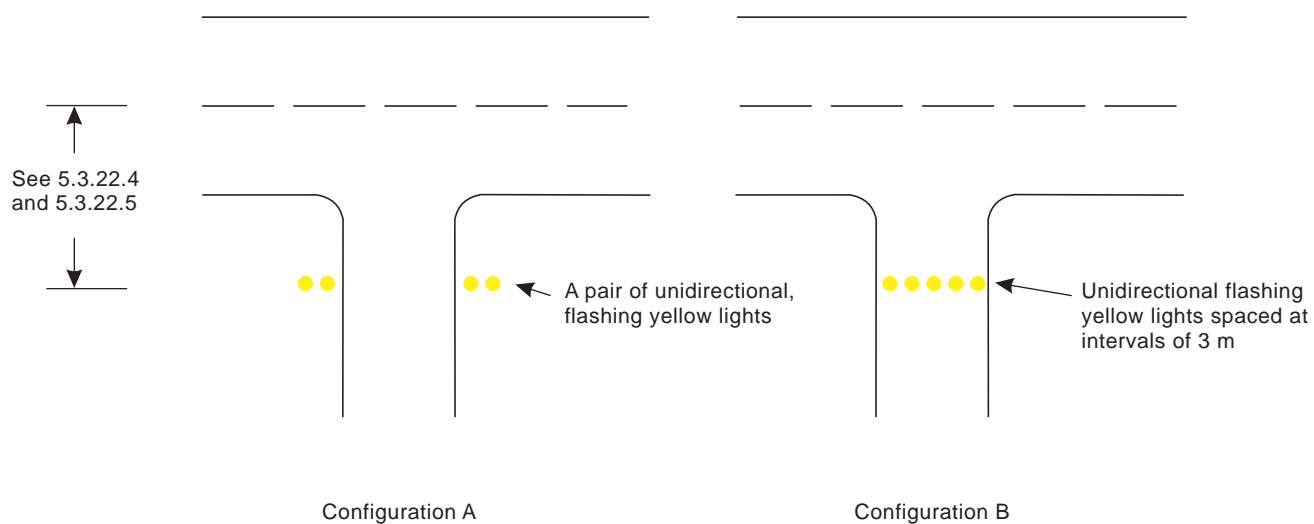 See 5.3.22.4
and 5.3.22.5
A pair of unidirectional,
flashing yellow lights
Unidirectional flashing
yellow lights spaced at
intervals of 3 m
Configuration A
Configuration B